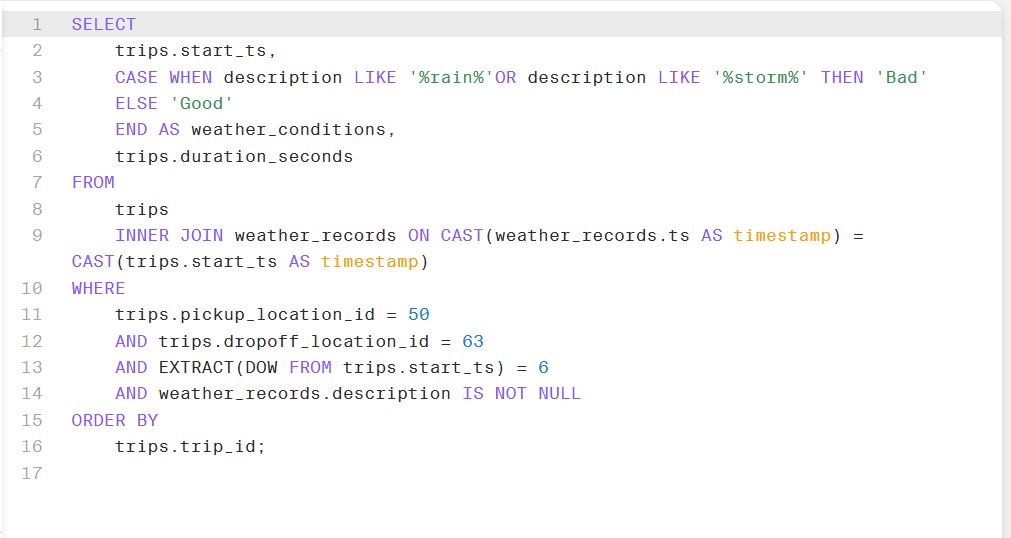 1 SELECT
2 trips.start_ts,
3 CASE WHEN description LIKE '%rain%'OR description LIKE '%storm%' THEN 'Bad'
4 ELSE 'Good'
5 END AS weather_conditions,
6 trips.duration_seconds
7 FROM
8 trips
9 INNER JOIN weather_records ON CAST(weather_records.ts AS timestamp) =
CAST(trips.start_ts AS timestamp)
10 WHERE
11 trips.pickup_location_id = 50
12 AND trips.dropoff_location_id = 63
13 AND EXTRACT(DOW FROM trips.start_ts) = 6
14 AND weather_records.description IS NOT NULL
15 ORDER BY
16 trips.trip_id;
17